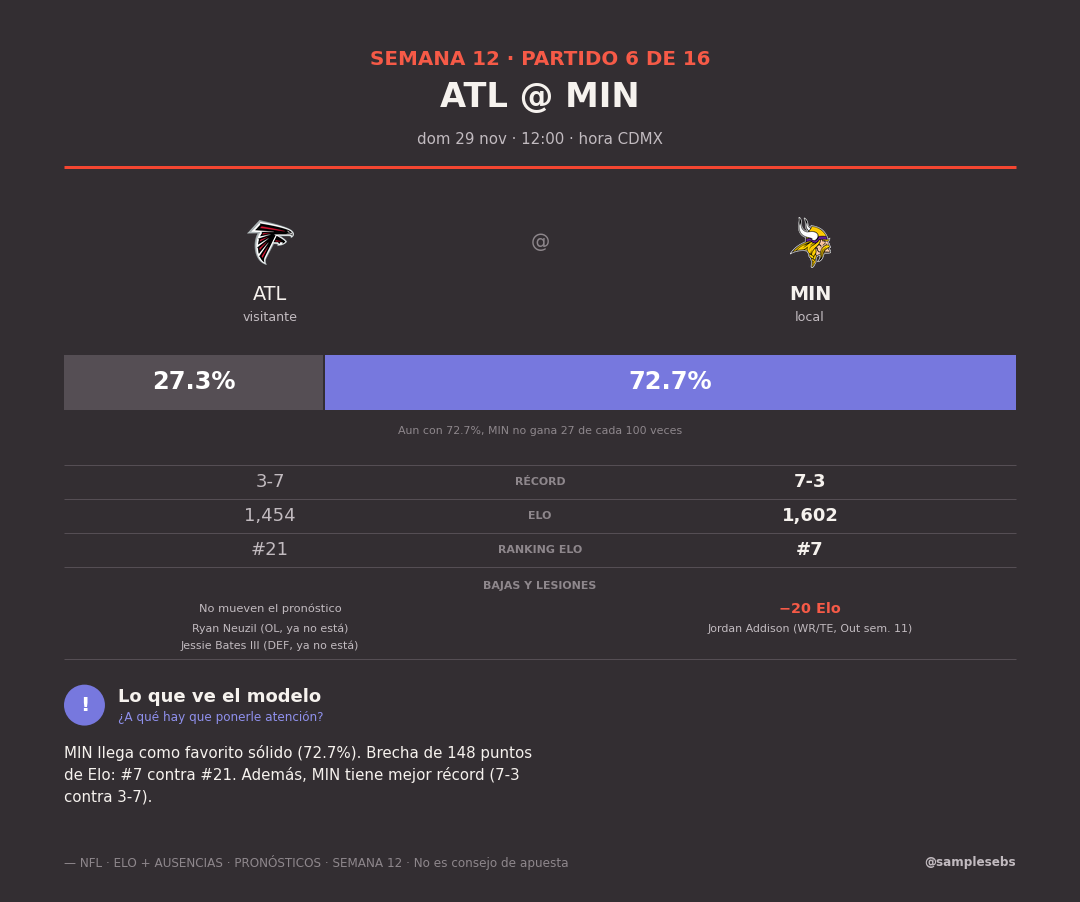 SEMANA 12 · PARTIDO 6 DE 16
ATL @ MIN
dom 29 nov · 12:00 · hora CDMX
@
ATL
MIN
visitante
local
27.3%
72.7%
Aun con 72.7%, MIN no gana 27 de cada 100 veces
3-7
RÉCORD
7-3
1,454
ELO
1,602
#21
RANKING ELO
#7
BAJAS Y LESIONES
No mueven el pronóstico
−20 Elo
Ryan Neuzil (OL, ya no está)
Jordan Addison (WR/TE, Out sem. 11)
Jessie Bates III (DEF, ya no está)
!
Lo que ve el modelo
¿A qué hay que ponerle atención?
MIN llega como favorito sólido (72.7%). Brecha de 148 puntos
de Elo: #7 contra #21. Además, MIN tiene mejor récord (7-3
contra 3-7).
— NFL · ELO + AUSENCIAS · PRONÓSTICOS · SEMANA 12 · No es consejo de apuesta
@samplesebs